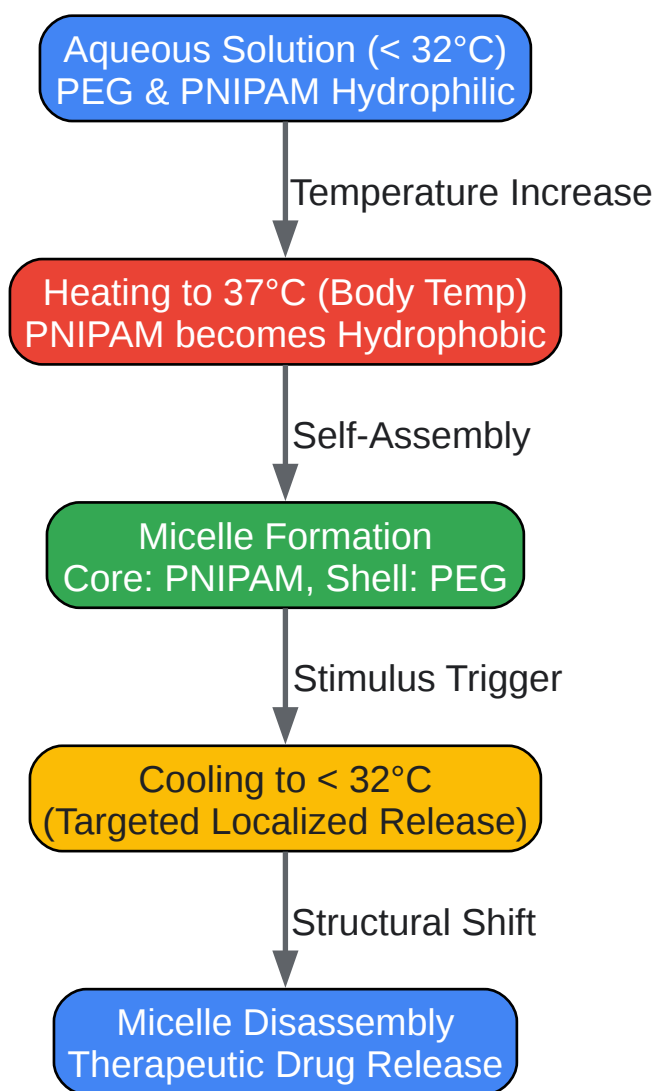 Aqueous Solution (< 32°C)
PEG & PNIPAM Hydrophilic
Temperature Increase
Heating to 37°C (Body Temp)
PNIPAM becomes Hydrophobic
Self-Assembly
Micelle Formation
Core: PNIPAM, Shell: PEG
Stimulus Trigger
Cooling to < 32°C
(Targeted Localized Release)
Structural Shift
Micelle Disassembly
Therapeutic Drug Release